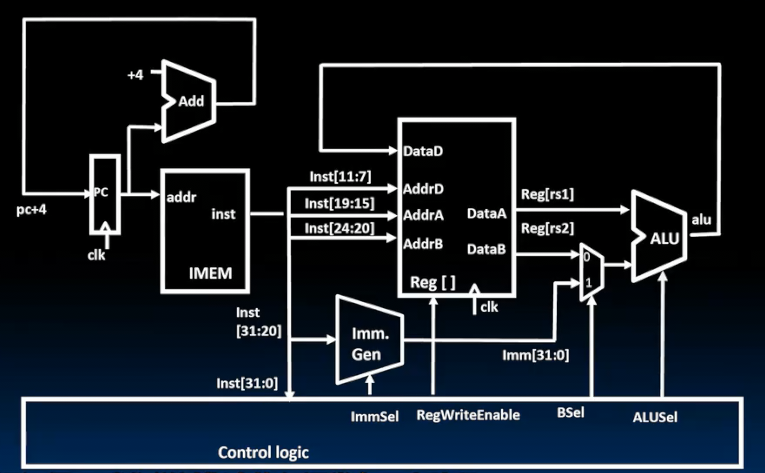 +4
Add
PC
pc+4
clk
addr
inst
IMEM
Inst[11:7]
Inst[19:15]
Inst[24:20]
DataD
AddrD
AddrA
AddrB
DataA
DataB
Reg [ ]
clk
Reg[rs1]
Reg[rs2]
0
1
ALU
alu
Inst
[31:20]
Imm.
Gen
Imm[31:0]
Inst[31:0]
ImmSel
RegWriteEnable
BSel
ALUSel
Control logic